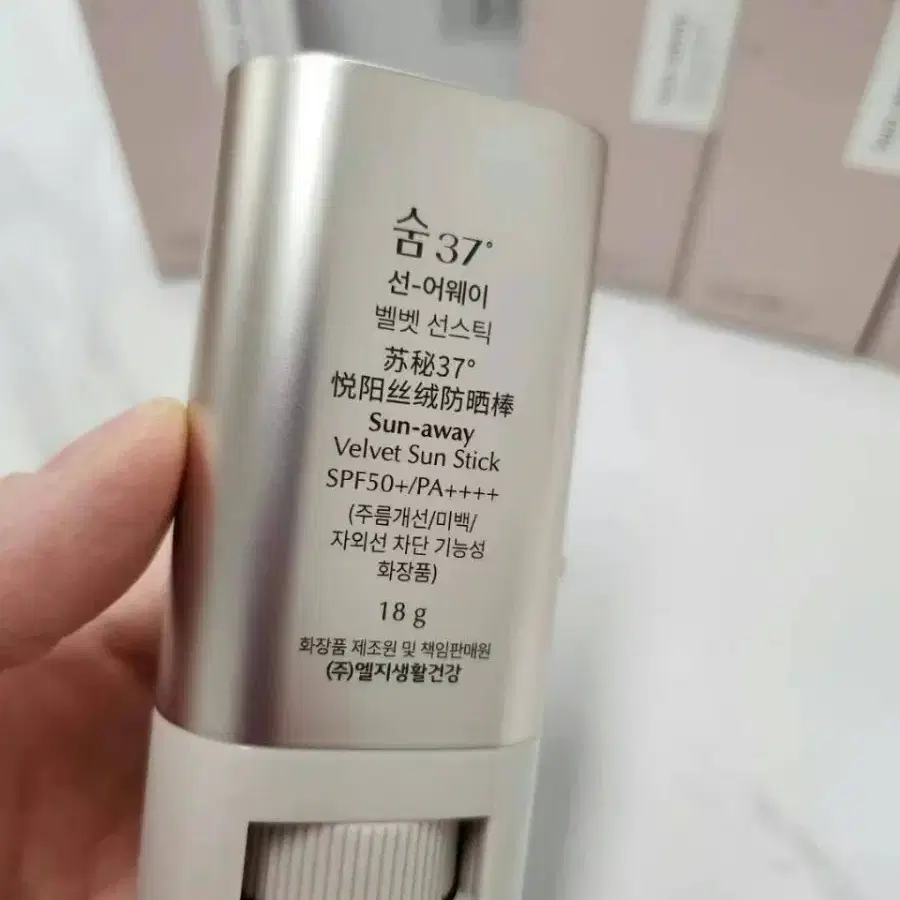 숨37°
선-어웨이
벨벳 선스틱
苏秘37°
悦阳丝绒防晒棒
Sun-away
Velvet Sun Stick
SPF50+/PA++++
(주름개선/미백/
자외선 차단 기능성
화장품)
18 g
화장품 제조원 및 책임판매원
(주)엘지생활건강